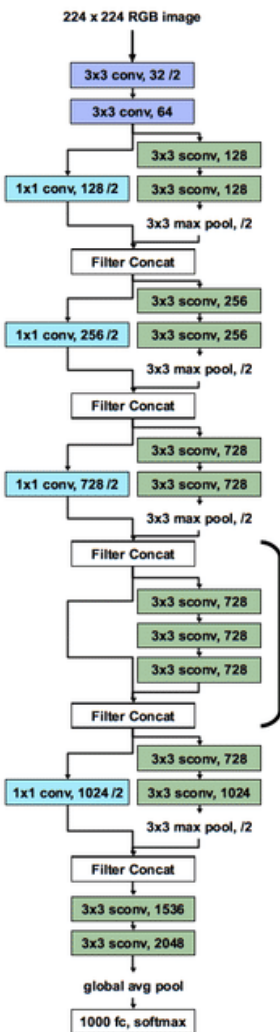 224 x 224 RGB image
3x3 conv, 32 /2
3x3 conv, 64
3x3 sconv, 128
1x1 conv, 128 /2
3x3 sconv, 128
3x3 max pool, /2
Filter Concat
3x3 sconv, 256
1x1 conv, 256 /2
3x3 sconv, 256
3x3 max pool, /2
Filter Concat
3x3 sconv, 728
1x1 conv, 728 /2
3x3 sconv, 728
3x3 max pool, /2
Filter Concat
3x3 sconv, 728
3x3 sconv, 728
3x3 sconv, 728
Filter Concat
3x3 sconv, 728
1x1 conv, 1024 /2
3x3 sconv, 1024
3x3 max pool, /2
Filter Concat
3x3 sconv, 1536
3x3 sconv, 2048
global avg pool
1000 fc, softmax